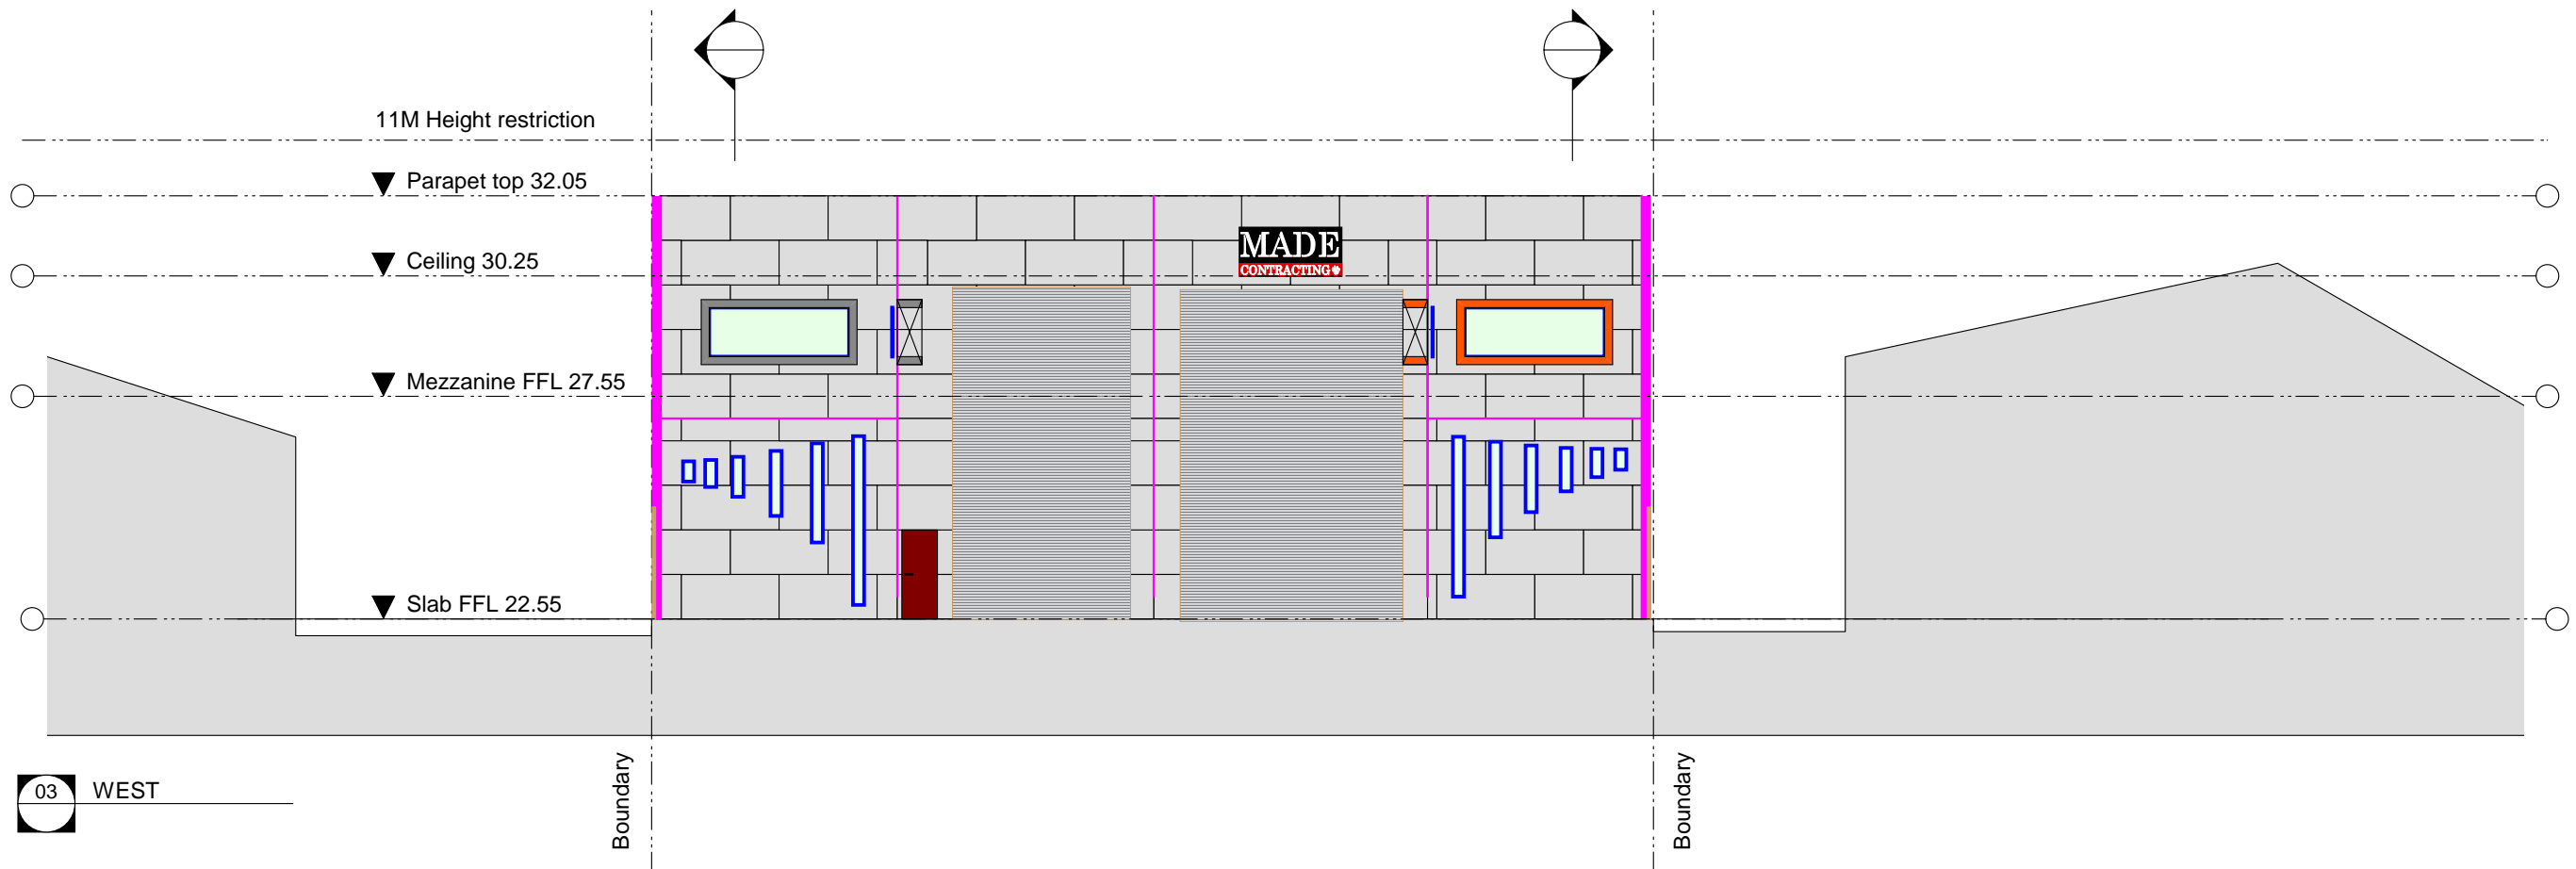 11M Height restriction
Parapet top 32.05
Ceiling 30.25
MADE
CONTRACTING
Mezzanine FFL 27.55
Slab FFL 22.55
Boundary
Boundary
03
WEST